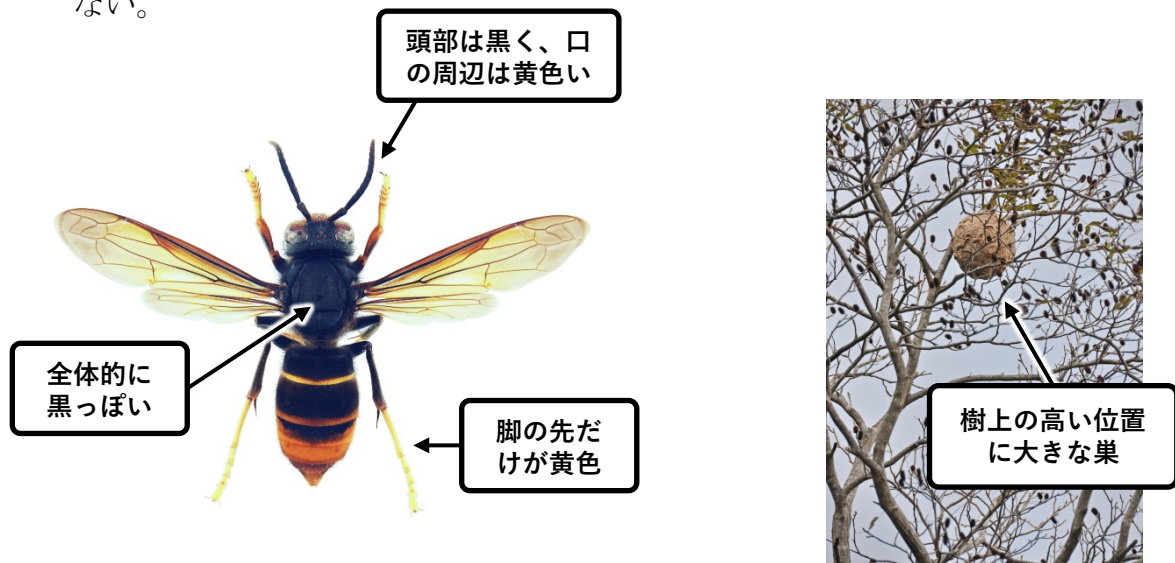 ない。
頭部は黒く、口
の周辺は黄色い
全体的に
黒っぽい
脚の先だ
けが黄色
樹上の高い位置
に大きな巣